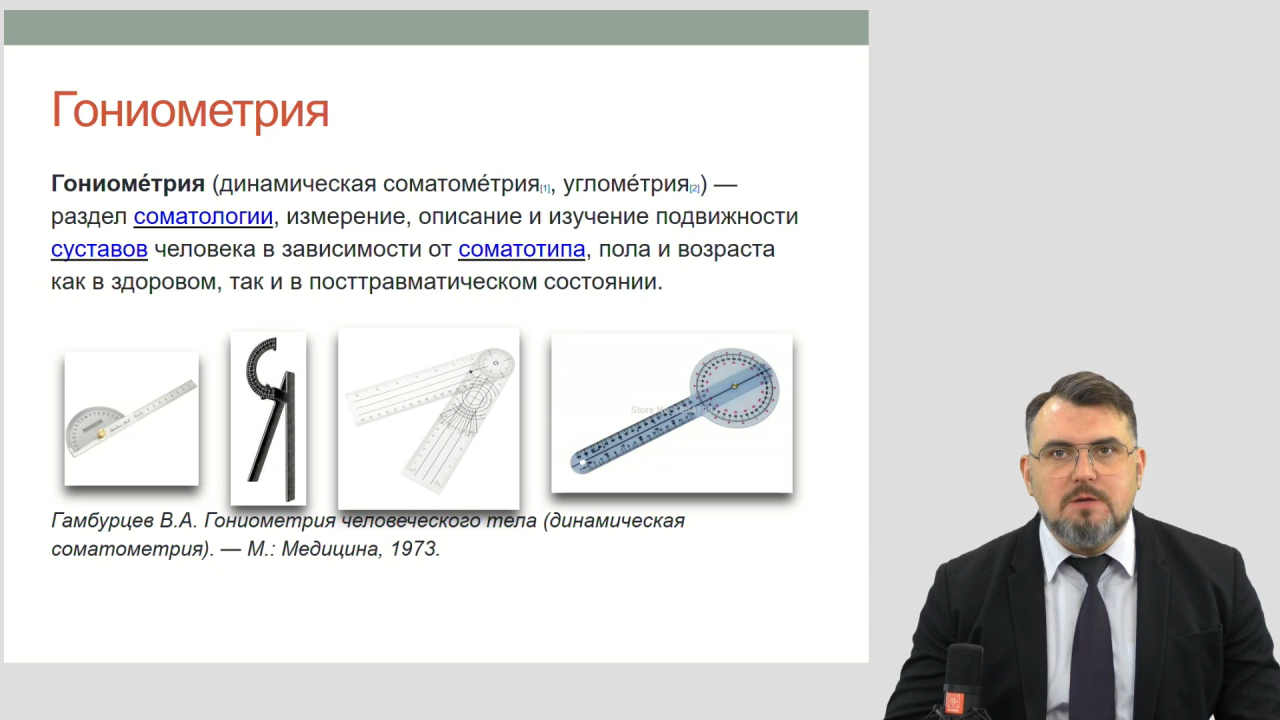 Гониометрия
Гониоме́трия (динамическая соматоме́трия[1], угломе́трия[2]) —
раздел соматологии, измерение, описание и изучение подвижности
суставов человека в зависимости от соматотипа, пола и возраста
как в здоровом, так и в посттравматическом состоянии.
Гамбурцев В.А. Гониометрия человеческого тела (динамическая
соматометрия). — М.: Медицина, 1973.